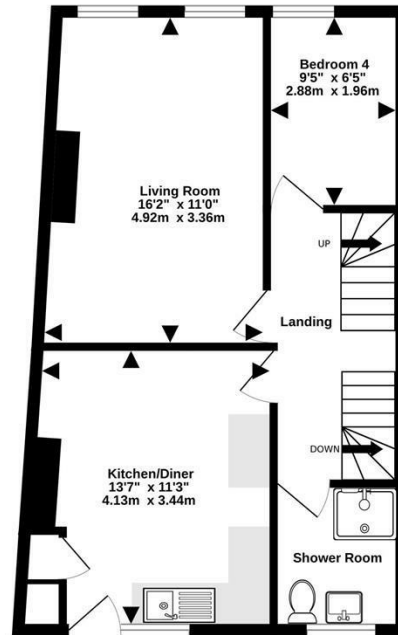 Bedroom 4
9'5" x 6'5"
2.88m x 1.96m
Living Room
16'2" x 11'0"
4.92m x 3.36m
UP
Landing
Kitchen/Diner
13'7" x 11'3"
4.13m x 3.44m
DOWN
Shower Room